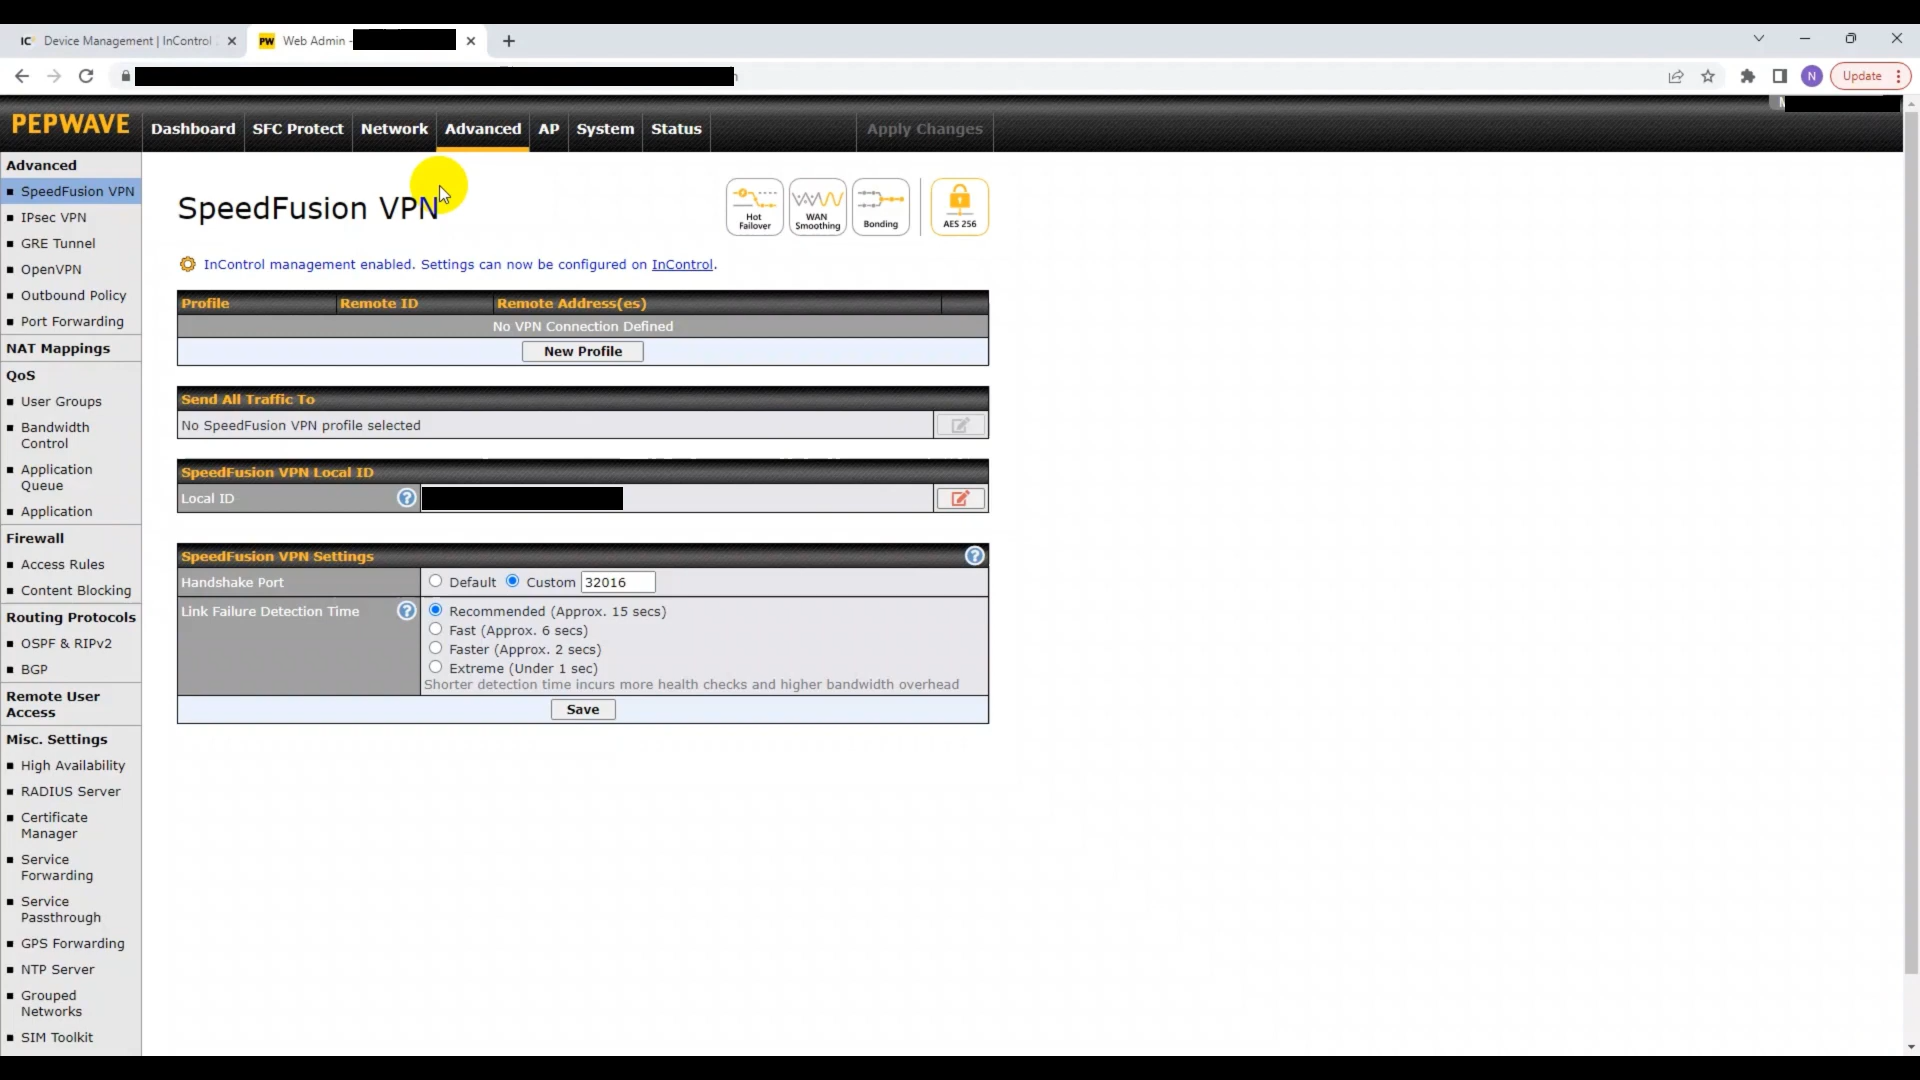 IC Device Management | InControl
PW Web Admin -
N Update
PEPWAVE Dashboard SFC Protect Network Advanced AP System Status Apply Changes
Advanced
SpeedFusion VPN
IPsec VPN
GRE Tunnel
OpenVPN
Outbound Policy
Port Forwarding
NAT Mappings
QoS
User Groups
Bandwidth
Control
Application
Queue
Application
Firewall
Access Rules
Content Blocking
Routing Protocols
OSPF & RIPv2
BGP
Remote User
Access
Misc. Settings
High Availability
RADIUS Server
Certificate
Manager
Service
Forwarding
Service
Passthrough
GPS Forwarding
NTP Server
Grouped
Networks
SIM Toolkit
SpeedFusion VPN
Hot
Failover
WAN
Smoothing
Bonding
AES 256
InControl management enabled. Settings can now be configured on InControl.
Profile Remote ID Remote Address(es)
No VPN Connection Defined
New Profile
Send All Traffic To
No SpeedFusion VPN profile selected
SpeedFusion VPN Local ID
Local ID ?
SpeedFusion VPN Settings ?
Handshake Port Default Custom 32016
Link Failure Detection Time ? Recommended (Approx. 15 secs)
Fast (Approx. 6 secs)
Faster (Approx. 2 secs)
Extreme (Under 1 sec)
Shorter detection time incurs more health checks and higher bandwidth overhead
Save